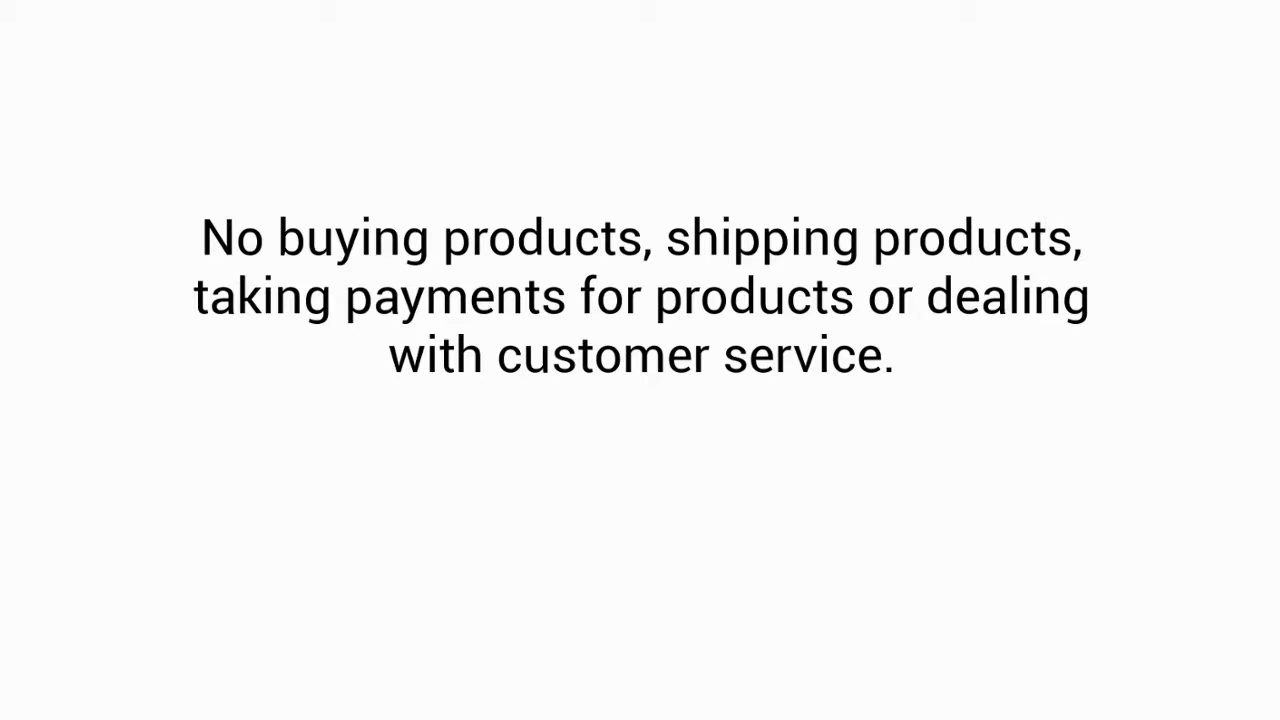 No buying products, shipping products,
taking payments for products or dealing
with customer service.